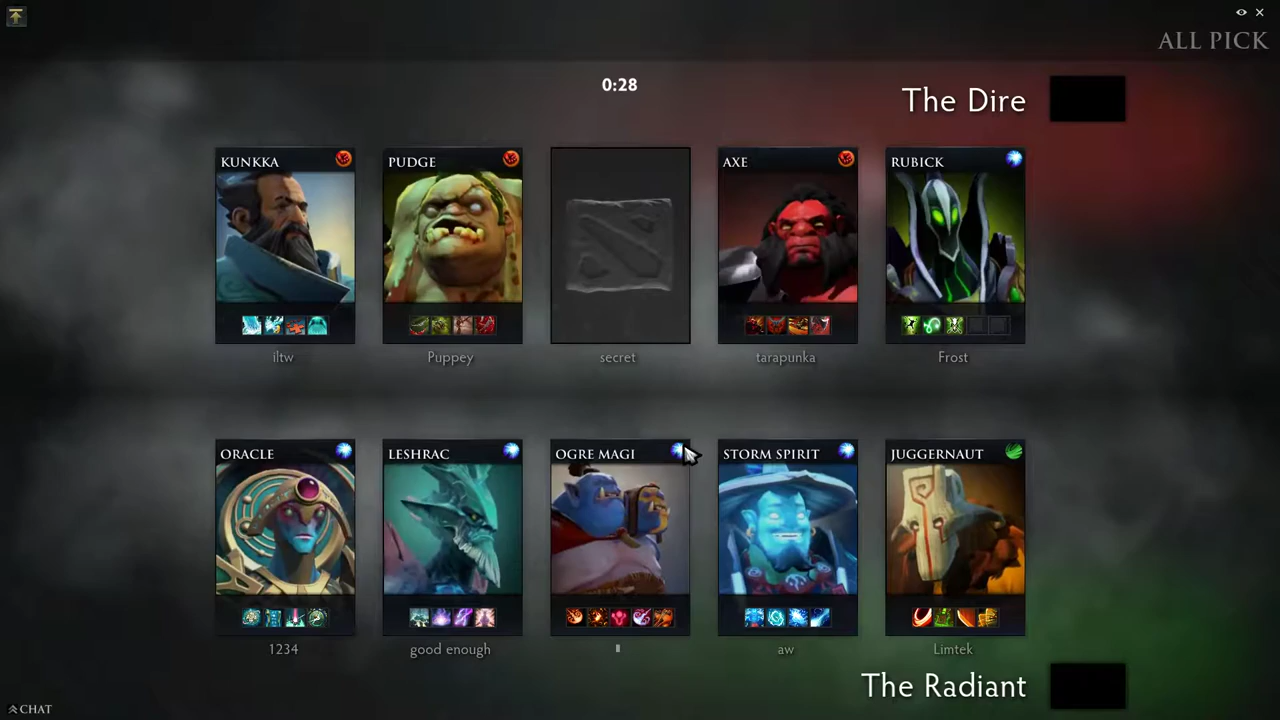 ALL PICK
0:28
The Dire
KUNKKA
PUDGE
AXE
RUBICK
iltw
Puppey
secret
tarapunka
Frost
ORACLE
LESHRAC
OGRE MAGI
STORM SPIRIT
JUGGERNAUT
1234
good enough
aw
Limtek
The Radiant
CHAT